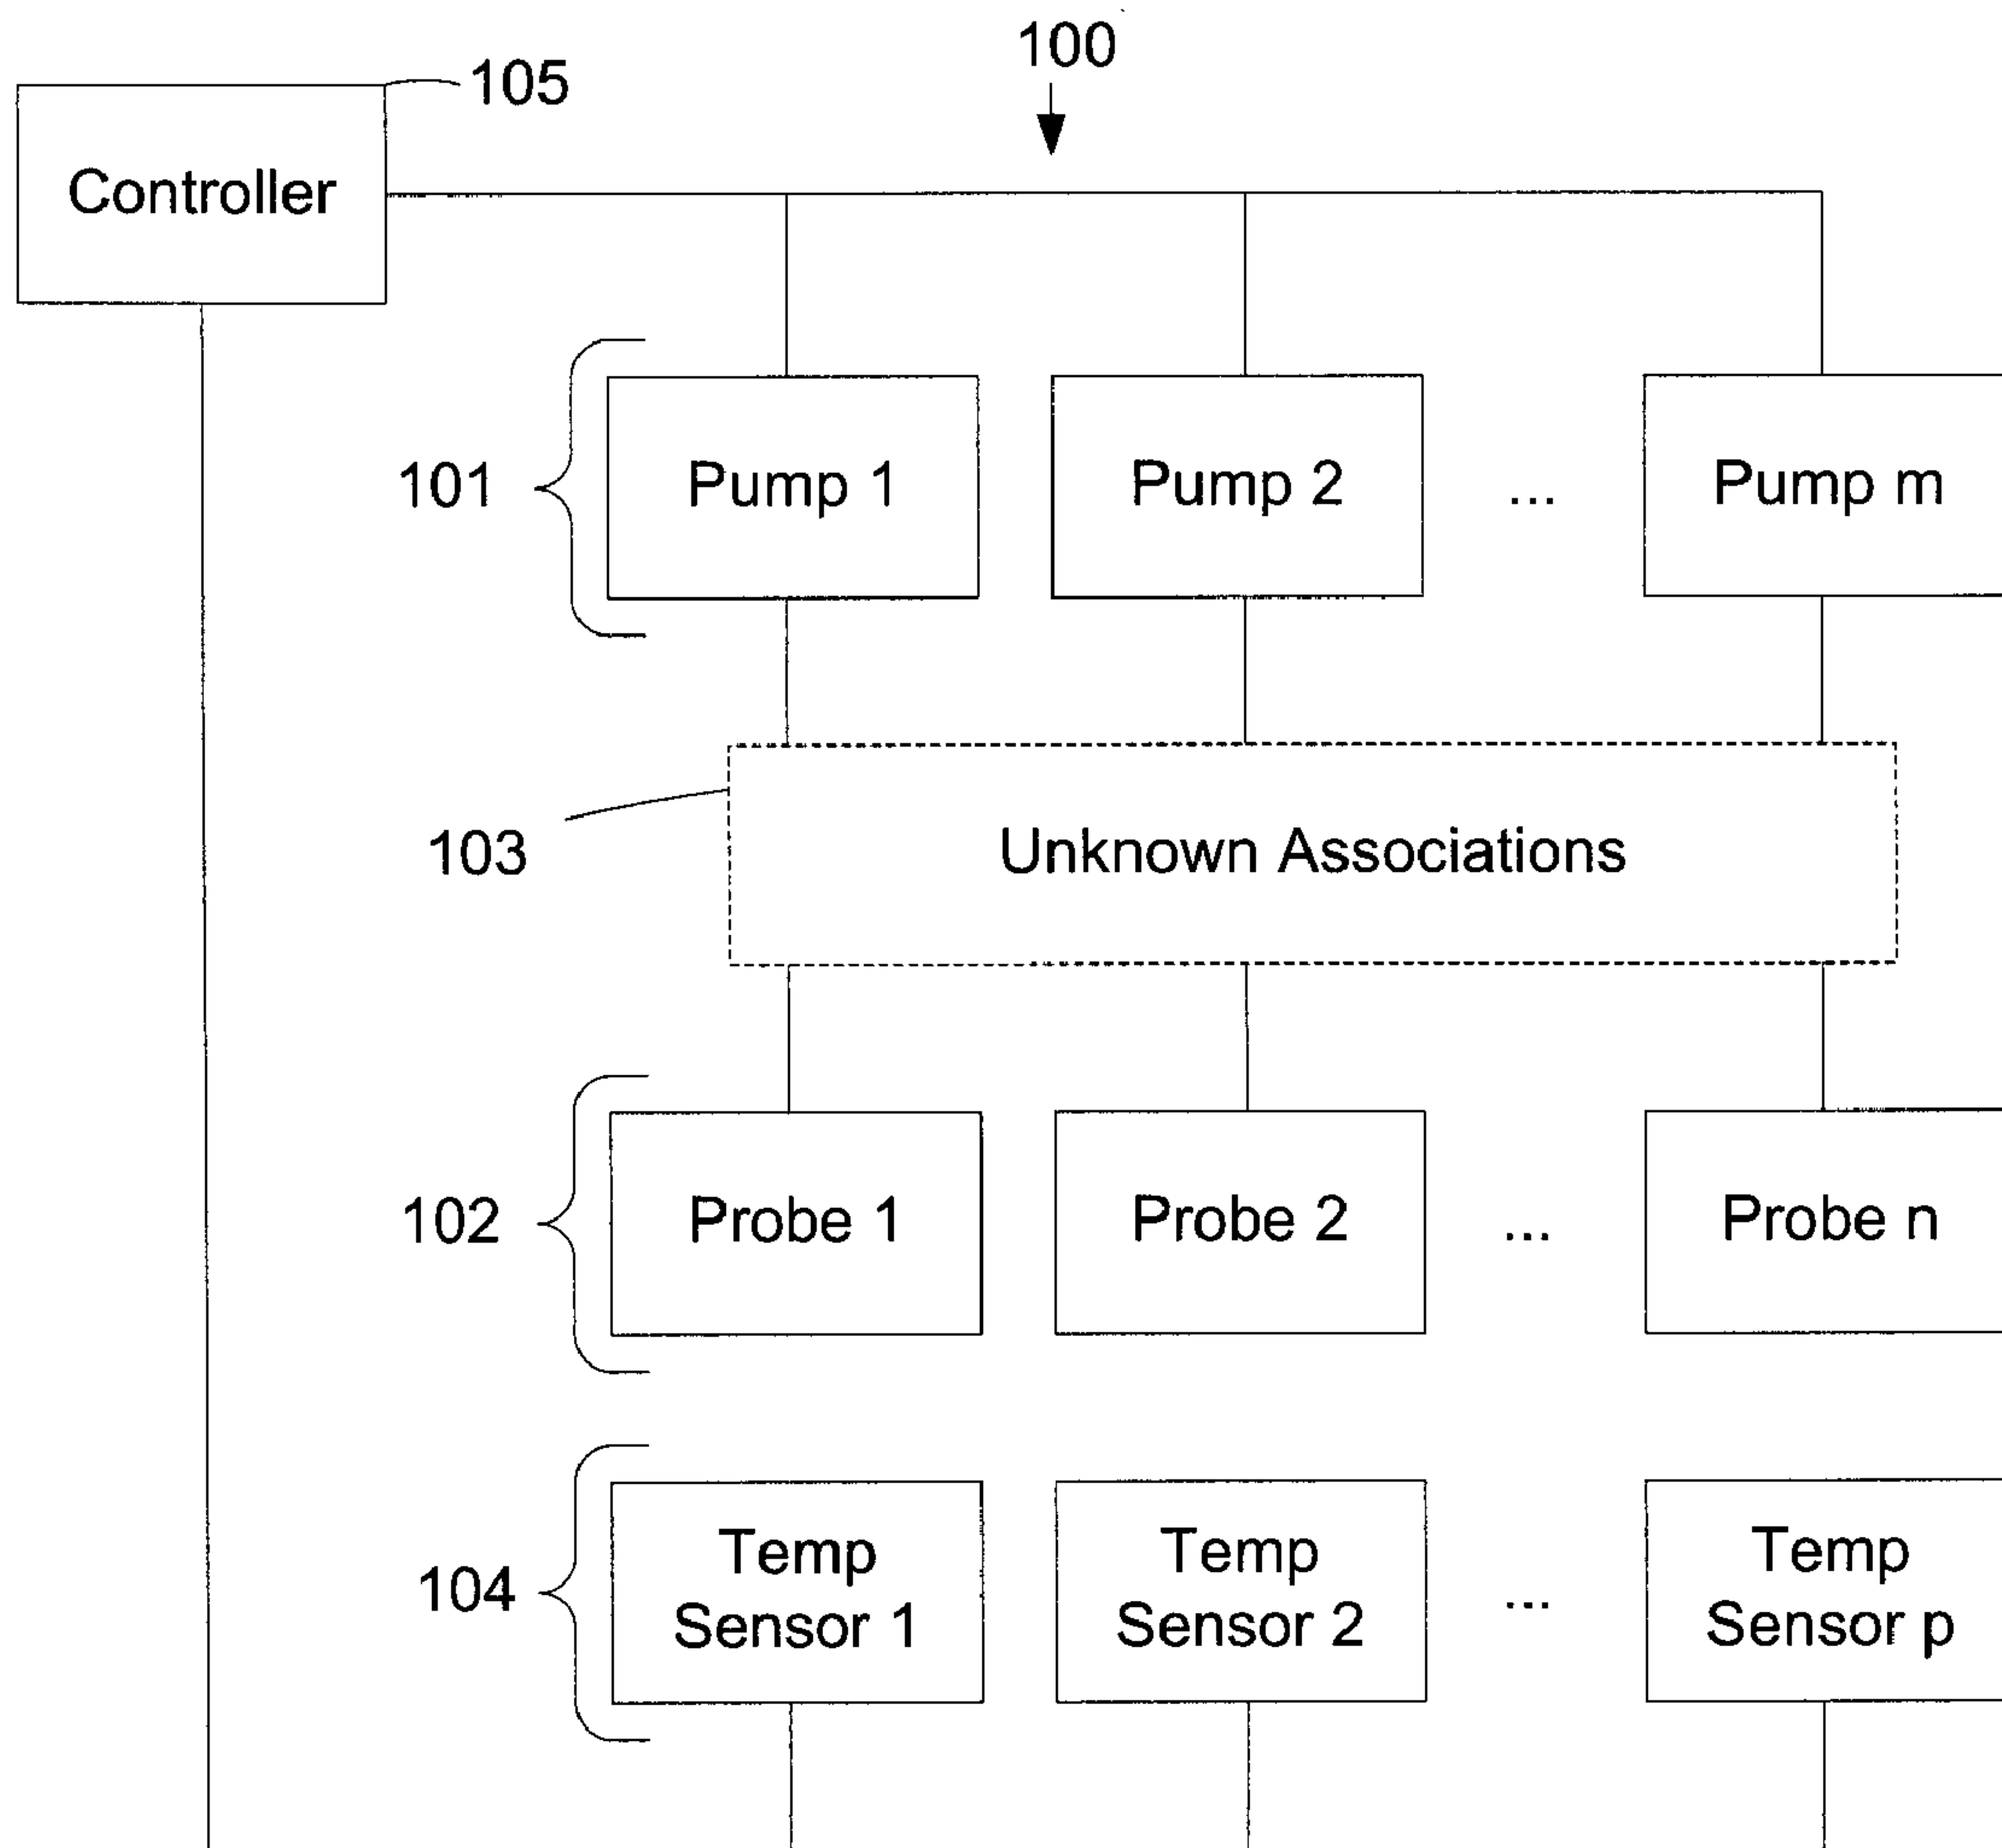 100
105
Controller
101
Pump 1
Pump 2
...
Pump m
103
Unknown Associations
102
Probe 1
Probe 2
...
Probe n
104
Temp
Sensor 1
Temp
Sensor 2
...
Temp
Sensor p